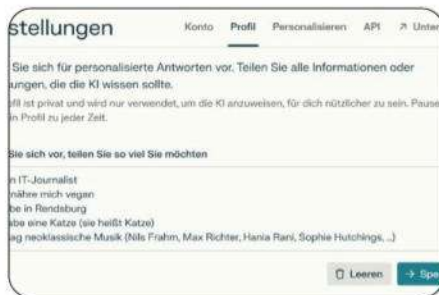 stellungen
Konto Profil Personalisieren API ↗ Unter
Sie sich für personalisierte Antworten vor. Teilen Sie alle Informationen oder
ungen, die die KI wissen sollte.
ofil ist privat und wird nur verwendet, um die KI anzuweisen, für dich nützlicher zu sein. Pause
in Profil zu jeder Zeit.
Sie sich vor, teilen Sie so viel Sie möchten
n IT-Journalist
nähre mich vegan
be in Rendsburg
abe eine Katze (sie heißt Katze)
ag neoklassische Musik (Nils Frahm, Max Richter, Hania Rani, Sophie Hutchings, ...)
Leeren → Spe